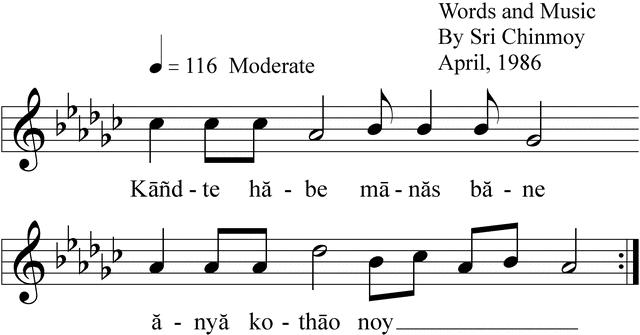 Words and Music
By Sri Chinmoy
April, 1986
= 116 Moderate
Kāñd - te hă - be mā - năs bă - ne
ă - nyă ko - thāo noy